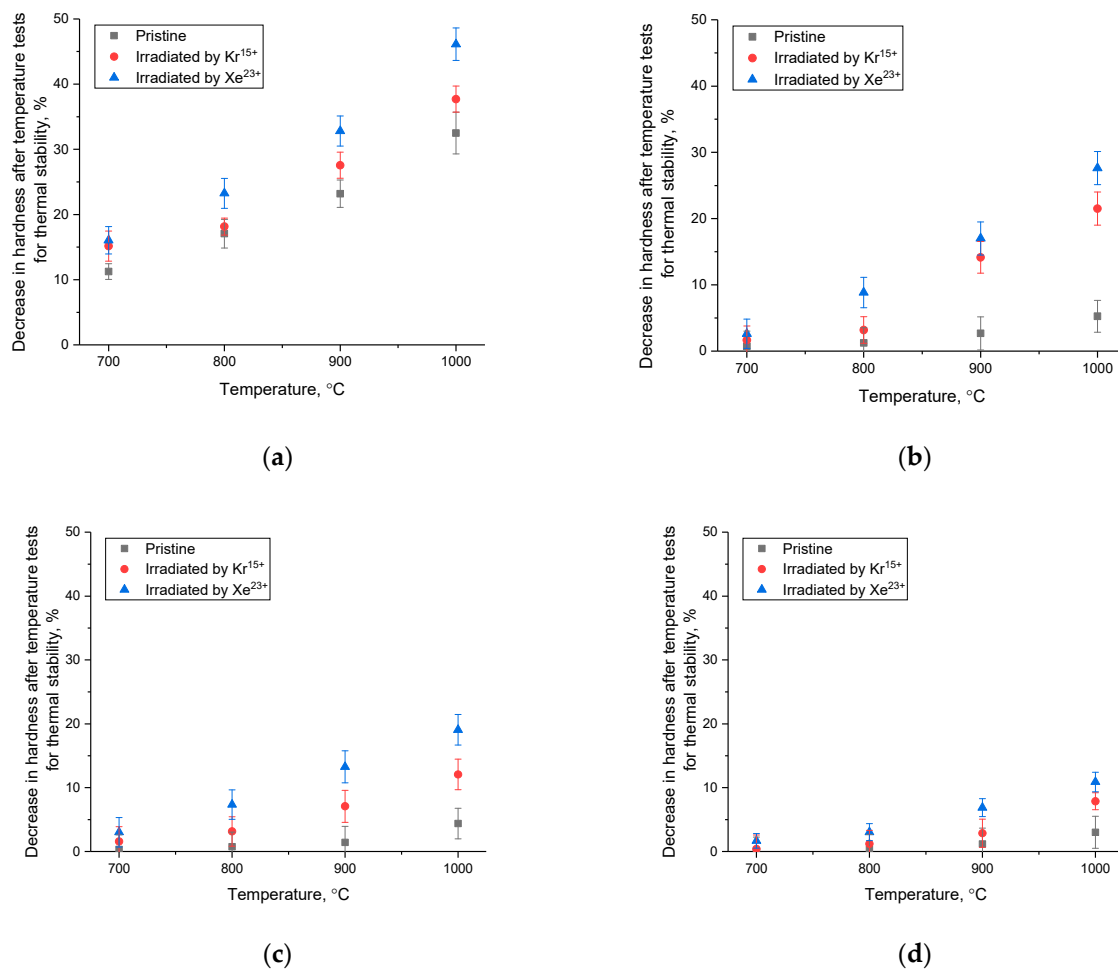 Decrease in hardness after temperature tests
for thermal stability, %
50
40
30
20
10
0
Pristine
Irradiated by Kr15+
Irradiated by Xe23+
700
800
900
1000
Temperature, °C
(a)
Decrease in hardness after temperature tests
for thermal stability, %
50
40
30
20
10
0
Pristine
Irradiated by Kr15+
Irradiated by Xe23+
700
800
900
1000
Temperature, °C
(b)
Decrease in hardness after temperature tests
for thermal stability, %
50
40
30
20
10
0
Pristine
Irradiated by Kr15+
Irradiated by Xe23+
700
800
900
1000
Temperature, °C
(c)
Decrease in hardness after temperature tests
for thermal stability, %
50
40
30
20
10
0
Pristine
Irradiated by Kr15+
Irradiated by Xe23+
700
800
900
1000
Temperature, °C
(d)